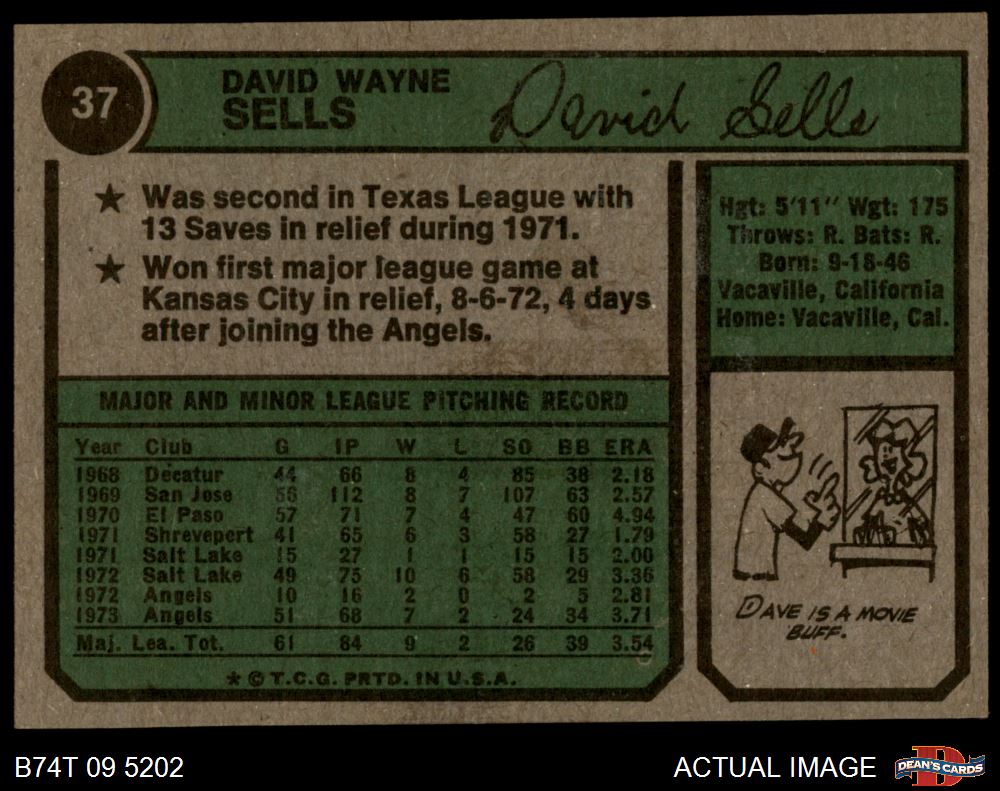 37
DAVID WAYNE
SELLS
David Sells
★ Was second in Texas League with
13 Saves in relief during 1971.
★ Won first major league game at
Kansas City in relief, 8-6-72, 4 days
after joining the Angels.
Hgt: 5'11" Wgt: 175
Throws: R. Bats: R.
Born: 9-18-46
Vacaville, California
Home: Vacaville, Cal.
MAJOR AND MINOR LEAGUE PITCHING RECORD
Year Club G IP W L SO BB ERA
1968 Decatur 44 66 8 4 85 38 2.18
1969 San Jose 56 112 8 7 107 63 2.57
1970 El Paso 57 71 7 4 47 60 4.94
1971 Shreveport 41 65 6 3 58 27 1.79
1971 Salt Lake 15 27 1 1 15 15 2.00
1972 Salt Lake 49 75 10 6 58 29 3.36
1972 Angels 10 16 2 0 2 5 2.81
1973 Angels 51 68 7 2 24 34 3.71
Maj. Lea. Tot. 61 84 9 2 26 39 3.54
★ © T.C.G. PRTD. IN U.S.A.
DAVE IS A MOVIE
BUFF.
B74T 09 5202
ACTUAL IMAGE
D
DEAN'S CARDS